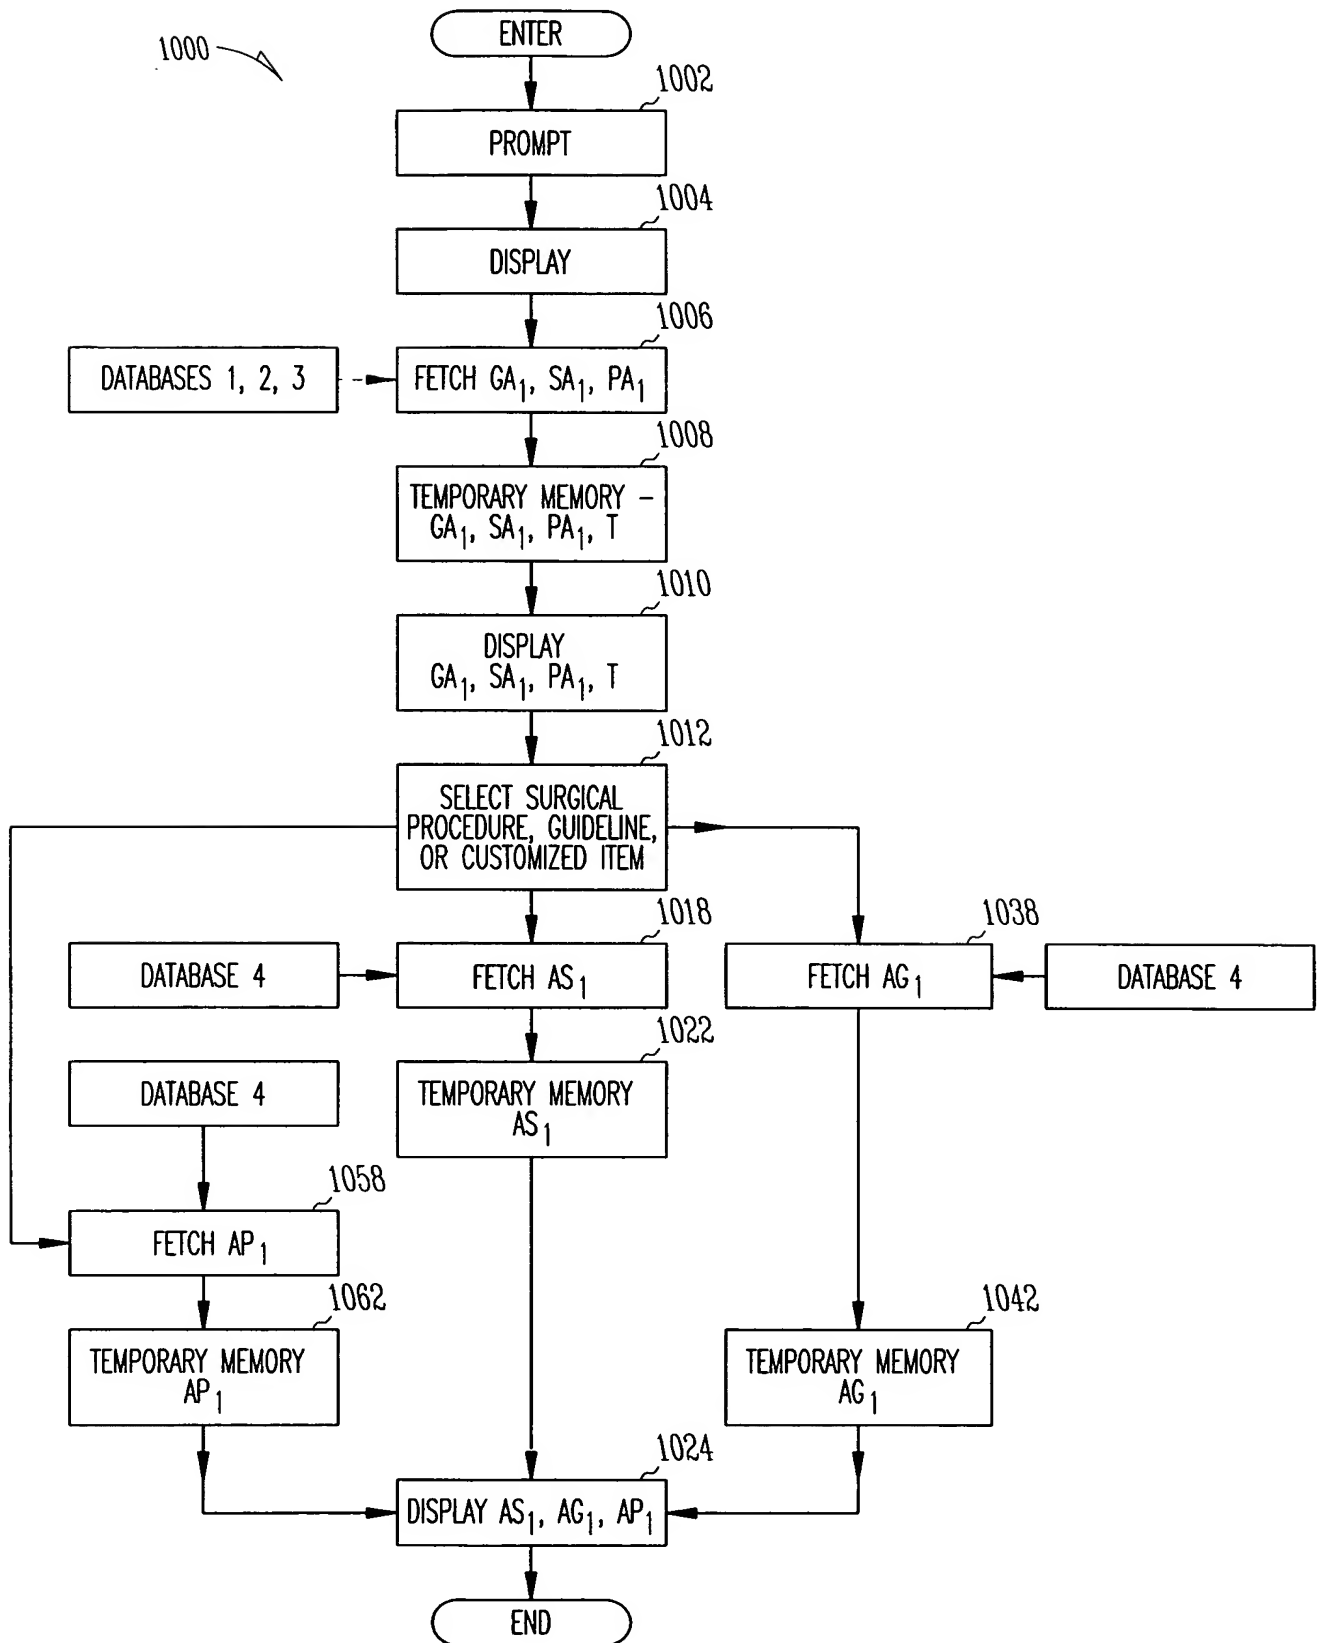 1000
ENTER
1002
PROMPT
1004
DISPLAY
1006
DATABASES 1, 2, 3
FETCH GA₁, SA₁, PA₁
1008
TEMPORARY MEMORY –
GA₁, SA₁, PA₁, T
1010
DISPLAY
GA₁, SA₁, PA₁, T
1012
SELECT SURGICAL
PROCEDURE, GUIDELINE,
OR CUSTOMIZED ITEM
1018
1038
DATABASE 4
FETCH AS₁
FETCH AG₁
DATABASE 4
1022
DATABASE 4
TEMPORARY MEMORY
AS₁
1058
FETCH AP₁
1062
1042
TEMPORARY MEMORY
AP₁
TEMPORARY MEMORY
AG₁
1024
DISPLAY AS₁, AG₁, AP₁
END